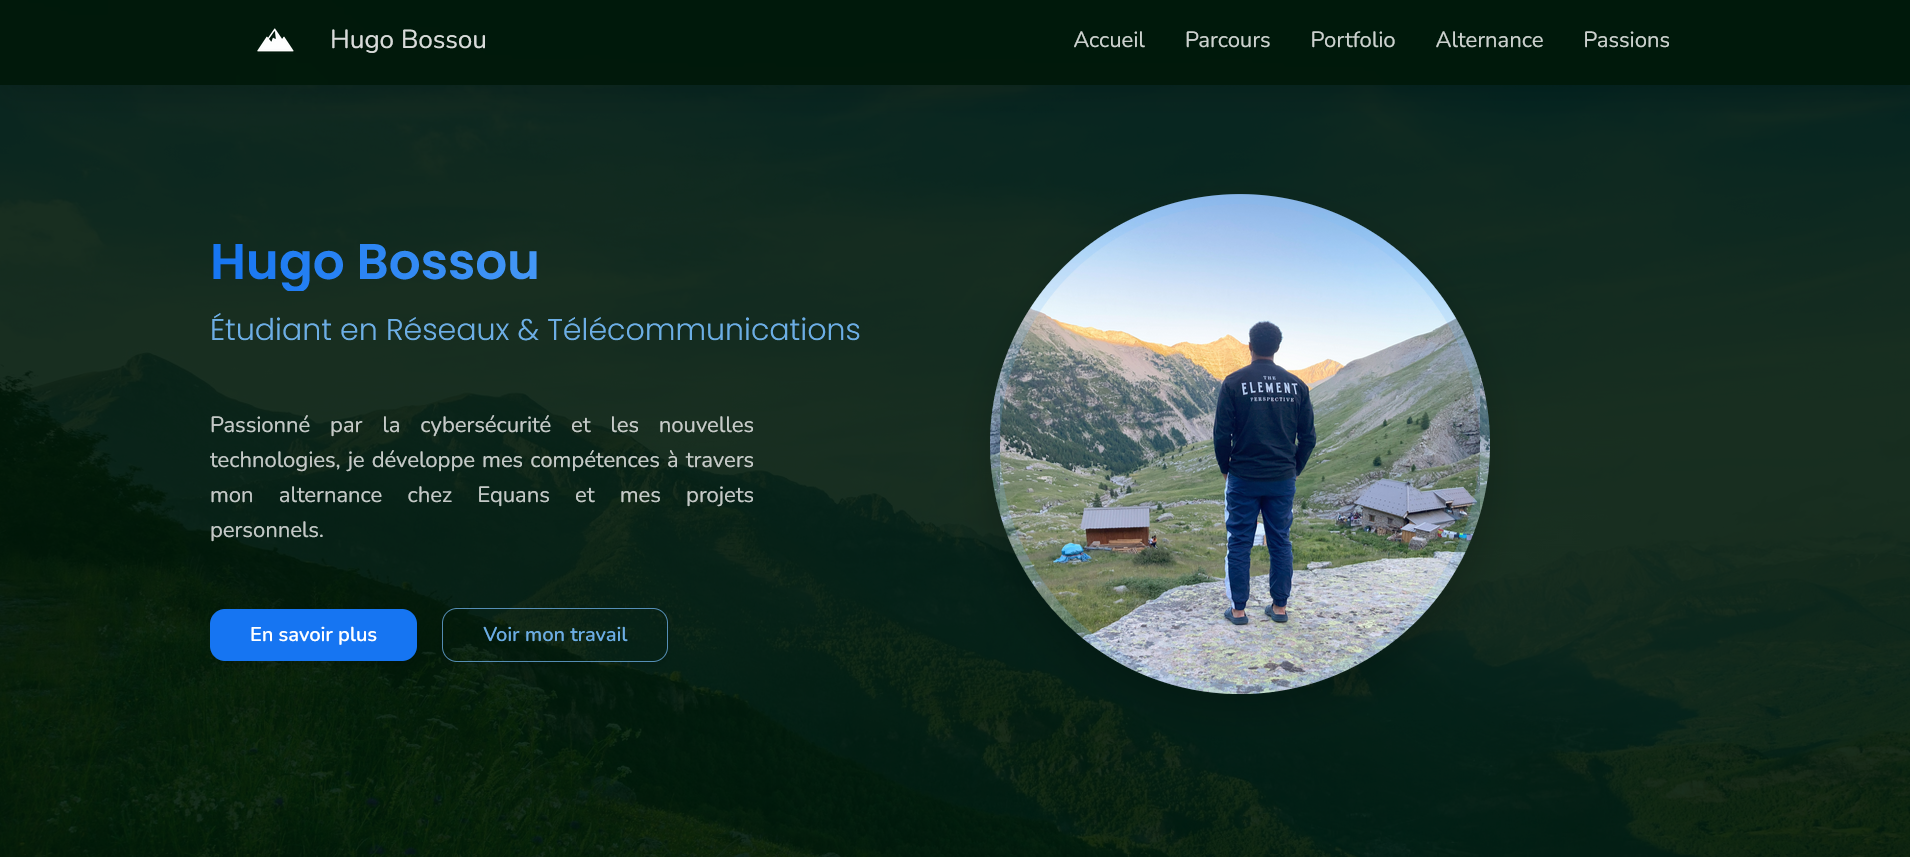 Hugo Bossou
Accueil Parcours Portfolio Alternance Passions
Hugo Bossou
Étudiant en Réseaux & Télécommunications
Passionné par la cybersécurité et les nouvelles
technologies, je développe mes compétences à travers
mon alternance chez Equans et mes projets
personnels.
En savoir plus
Voir mon travail
THE
ELEMENT
PERSPECTIVE